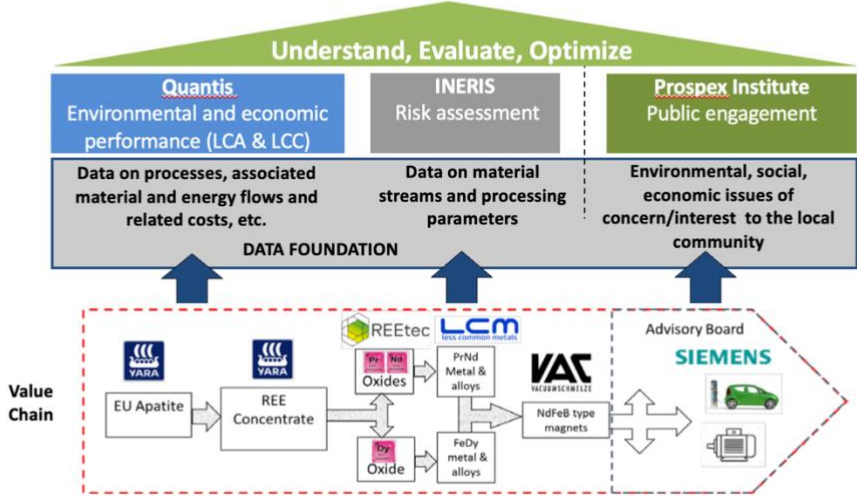 Understand, Evaluate, Optimize
Quantis
Environmental and economic
performance (LCA & LCC)
INERIS
Risk assessment
Prospex Institute
Public engagement
Data on processes, associated
material and energy flows and
related costs, etc.
Data on material
streams and processing
parameters
Environmental, social,
economic issues of
concern/interest to the local
community
DATA FOUNDATION
Value
Chain
YARA
EU Apatite
YARA
REE
Concentrate
REEtec
Pr
Nd
Oxides
Dy
Oxide
LCM
less common metals
PrNd
Metal &
alloys
FeDy
metal &
alloys
VAC
VACUUMSCHMELZE
NdFeB type
magnets
Advisory Board
SIEMENS